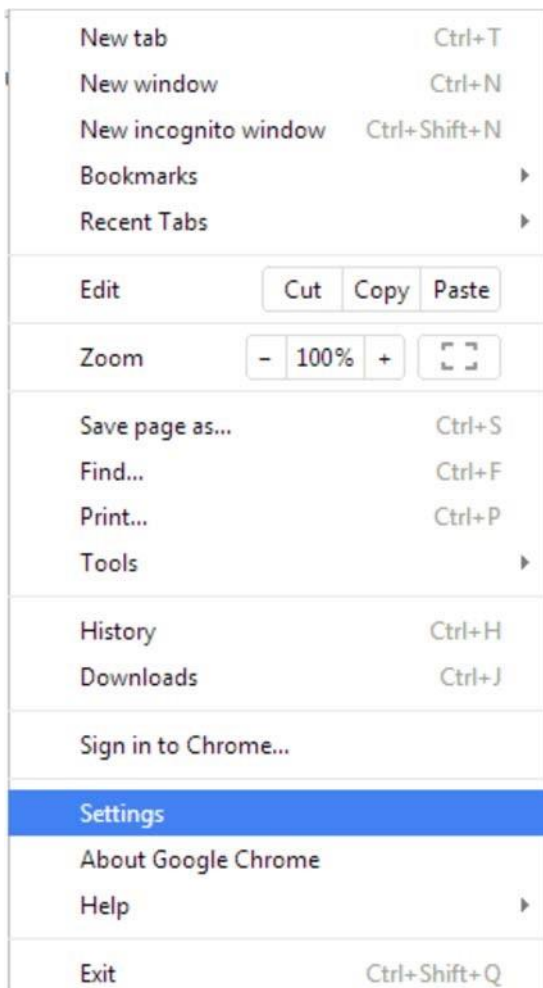 New tab Ctrl+T
New window Ctrl+N
New incognito window Ctrl+Shift+N
Bookmarks
Recent Tabs
Edit Cut Copy Paste
Zoom - 100% +
Save page as... Ctrl+S
Find... Ctrl+F
Print... Ctrl+P
Tools
History Ctrl+H
Downloads Ctrl+J
Sign in to Chrome...
Settings
About Google Chrome
Help
Exit Ctrl+Shift+Q